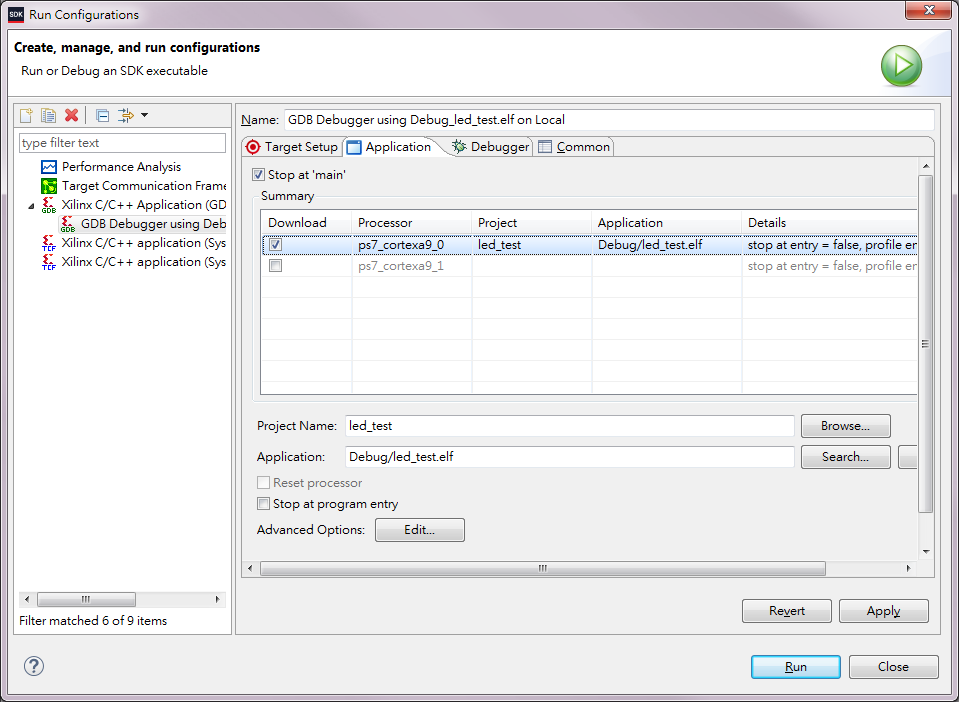 SDK Run Configurations
Create, manage, and run configurations
Run or Debug an SDK executable
type filter text
Performance Analysis
Target Communication Frame
Xilinx C/C++ Application (GD
GDB GDB Debugger using Deb
TCF Xilinx C/C++ application (Sys
TCF Xilinx C/C++ application (Sys
Filter matched 6 of 9 items
Name: GDB Debugger using Debug_led_test.elf on Local
Target Setup Application Debugger Common
Stop at 'main'
Summary
Download Processor Project Application Details
ps7_cortexa9_0 led_test Debug/led_test.elf stop at entry = false, profile en
ps7_cortexa9_1 stop at entry = false, profile en
Project Name: led_test Browse...
Application: Debug/led_test.elf Search...
Reset processor
Stop at program entry
Advanced Options: Edit...
Revert Apply
? Run Close